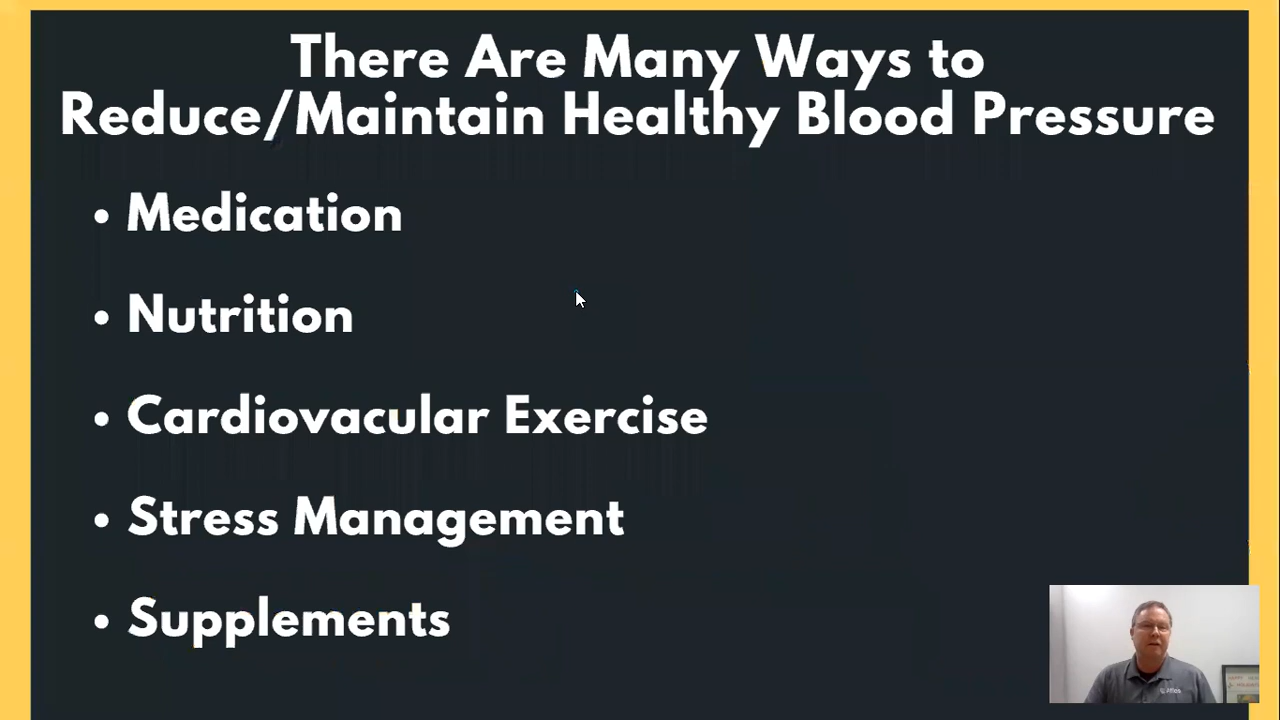 There Are Many Ways to
Reduce/Maintain Healthy Blood Pressure
• Medication
• Nutrition
• Cardiovacular Exercise
• Stress Management
• Supplements